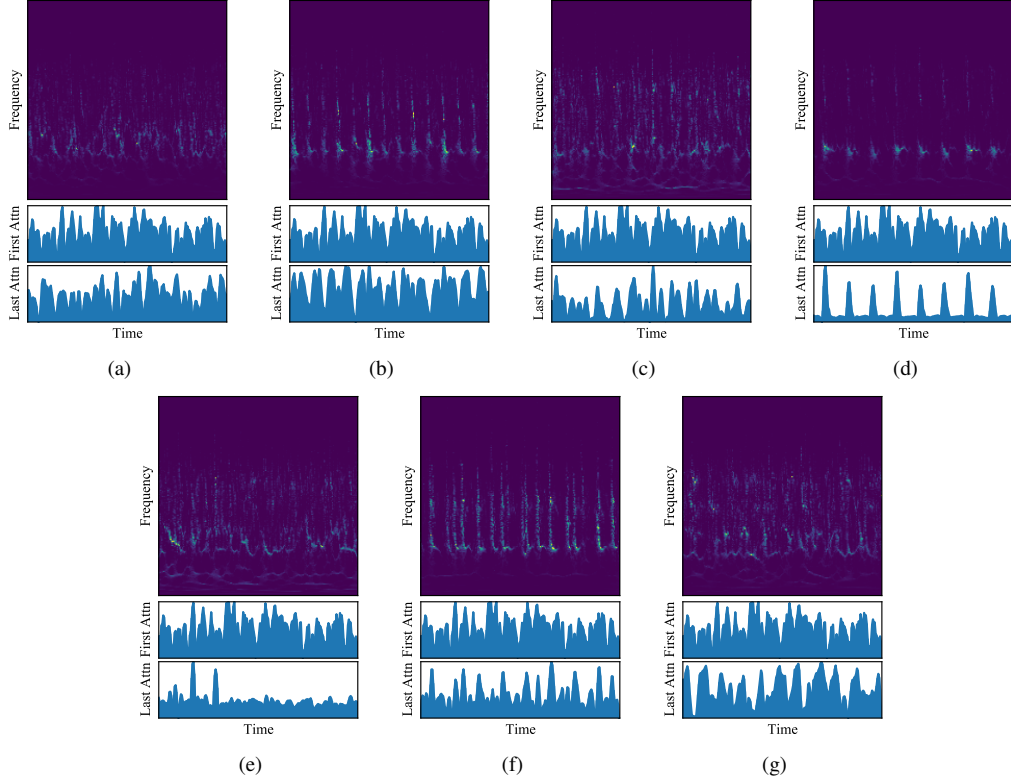 Frequency
First Attn
Last Attn
Time
(a)
Frequency
First Attn
Last Attn
Time
(b)
Frequency
First Attn
Last Attn
Time
(c)
Frequency
First Attn
Last Attn
Time
(d)
Frequency
First Attn
Last Attn
Time
(e)
Frequency
First Attn
Last Attn
Time
(f)
Frequency
First Attn
Last Attn
Time
(g)